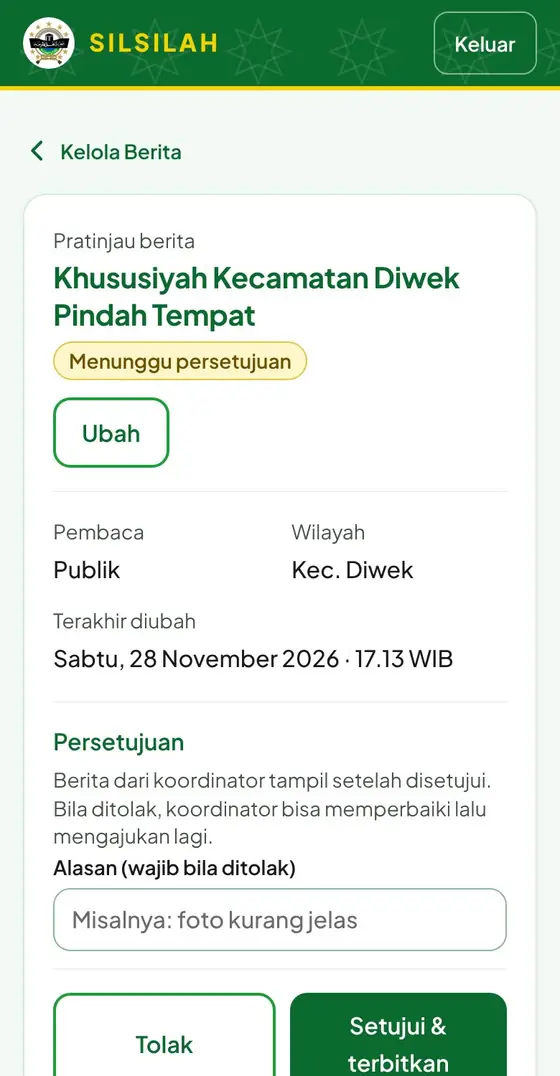 SILSILAH
Keluar
Kelola Berita
Pratinjau berita
Khususiyah Kecamatan Diwek
Pindah Tempat
Menunggu persetujuan
Ubah
Pembaca
Wilayah
Publik
Kec. Diwek
Terakhir diubah
Sabtu, 28 November 2026 · 17.13 WIB
Persetujuan
Berita dari koordinator tampil setelah disetujui.
Bila ditolak, koordinator bisa memperbaiki lalu
mengajukan lagi.
Alasan (wajib bila ditolak)
Misalnya: foto kurang jelas
Tolak
Setujui &
terbitkan